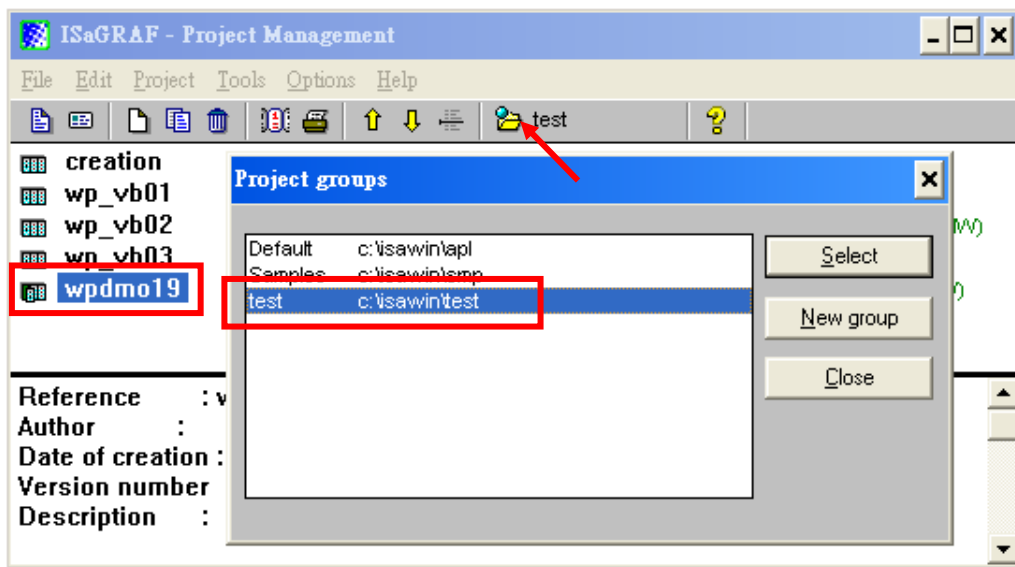 ISaGRAF - Project Management
File Edit Project Tools Options Help
test
creation
wp_vb01
wp_vb02
wp_vb03
wpdmo19
Project groups
Default c:\isawin\apl
Samples c:\isawin\smp
test c:\isawin\test
Select
New group
Close
Reference : v
Author :
Date of creation :
Version number
Description :